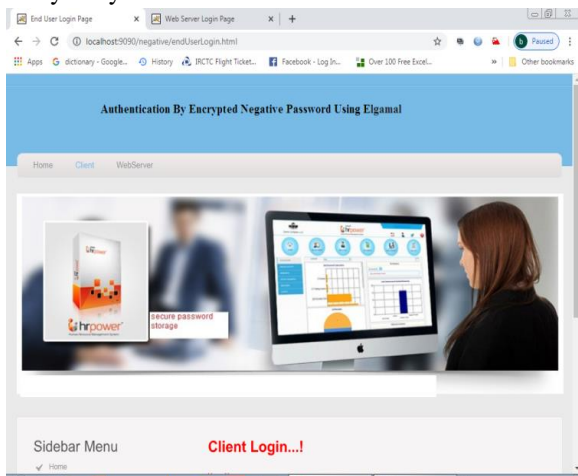 End User Login Page
Web Server Login Page
localhost:9090/negative/endUserLogin.html
Paused
Apps
dictionary - Google...
History
IRCTC Flight Ticket...
Facebook - Log In...
Over 100 Free Excel...
Other bookmarks
Authentication By Encrypted Negative Password Using Elgamal
Home Client WebServer
hrpower
secure password
storage
hrpower
Sidebar Menu
Client Login...!
Home